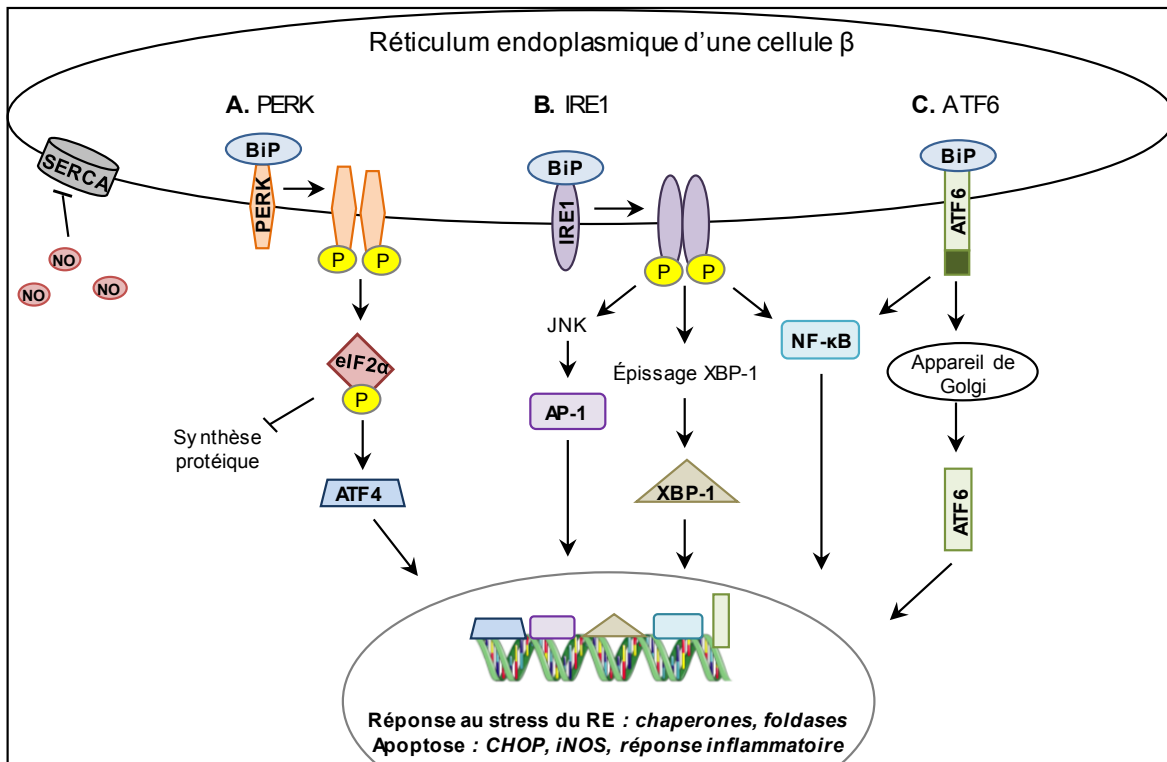 Réticulum endoplasmique d'une cellule β
A. PERK
B. IRE1
C. ATF6
BiP
BiP
BiP
SERCA
PERK
IRE1
ATF6
NO
NO
NO
P
P
P
P
JNK
NF-κB
eIF2α
P
Épissage XBP-1
Appareil de
Golgi
AP-1
Synthèse
protéique
ATF4
XBP-1
ATF6
Réponse au stress du RE : chaperones, foldases
Apoptose : CHOP, iNOS, réponse inflammatoire